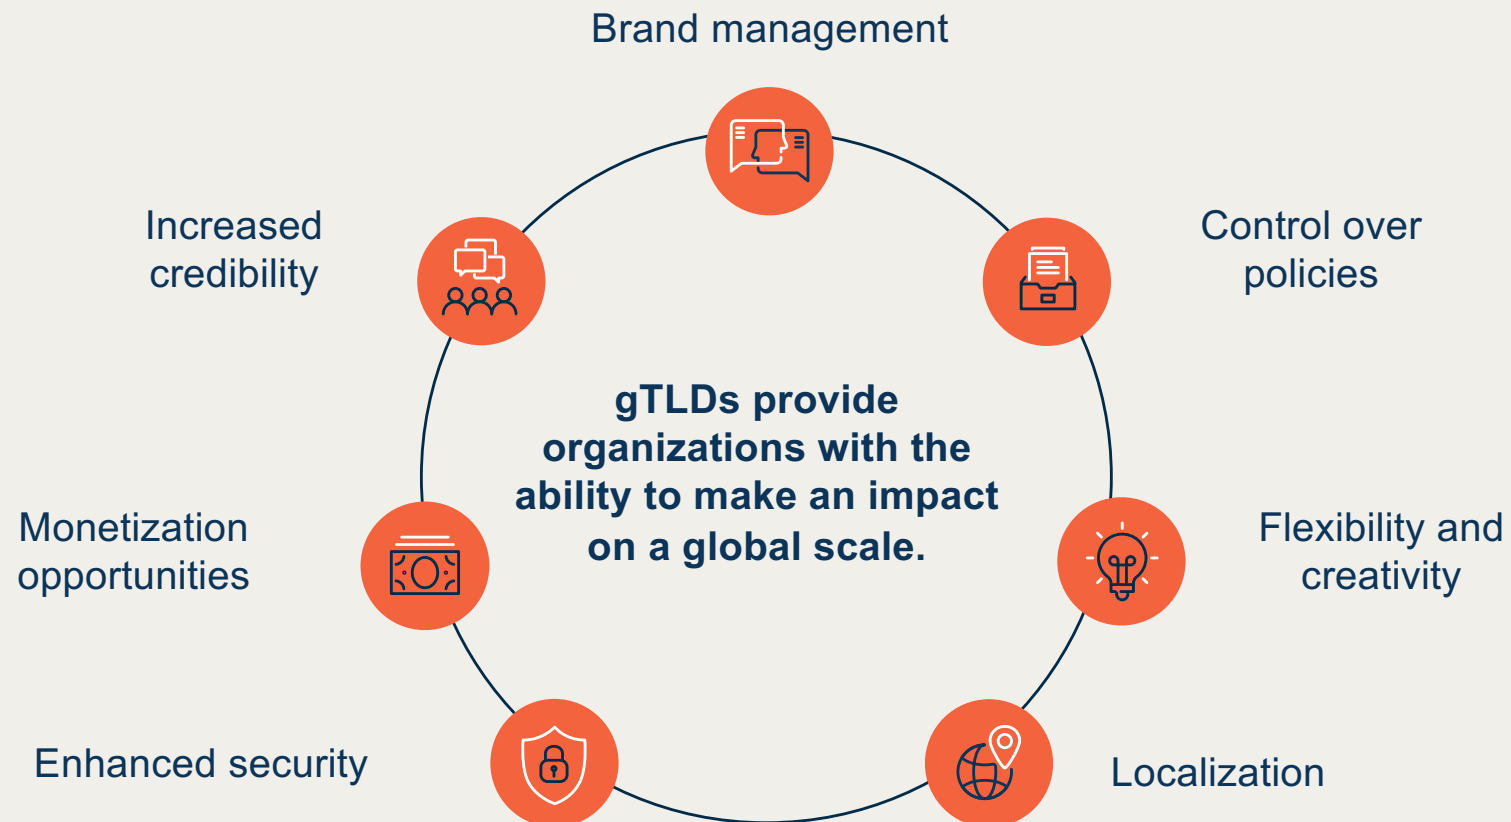 Brand management
Increased
credibility
Control over
policies
gTLDs provide
organizations with the
ability to make an impact
on a global scale.
Monetization
opportunities
Flexibility and
creativity
Enhanced security
Localization